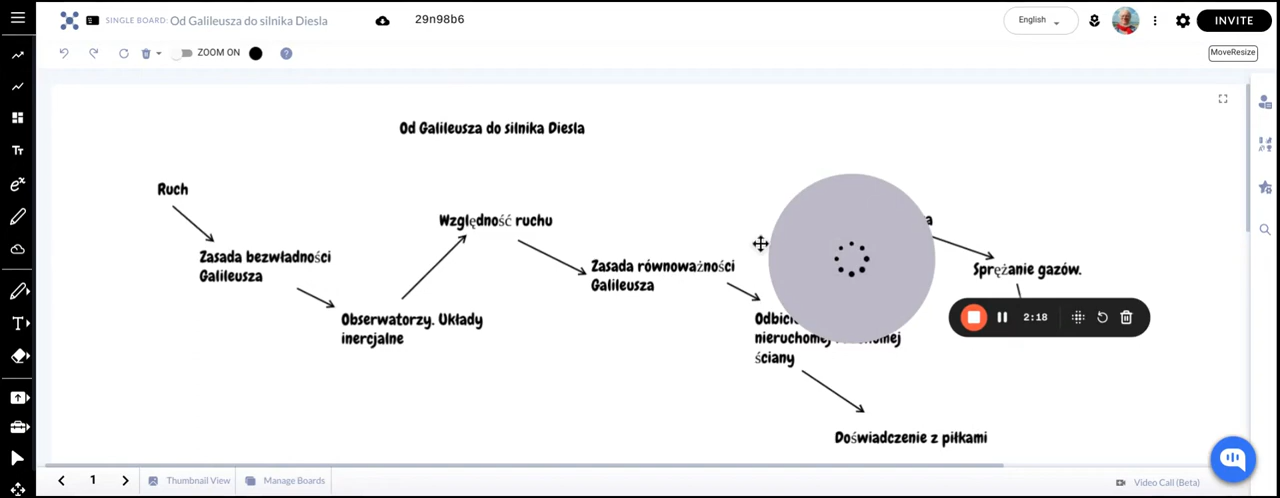 SINGLE BOARD: Od Galileusza do silnika Diesla
29n98b6
English
INVITE
ZOOM ON
MoveResize
Od Galileusza do silnika Diesla
Ruch
Względność ruchu
Zasada bezwładności
Galileusza
Zasada równoważności
Galileusza
Sprężanie gazów.
Obserwatorzy. Układy
inercjalne
nieruchomej
ściany
2:18
Doświadczenie z piłkami
1
Thumbnail View
Manage Boards
Video Call (Beta)